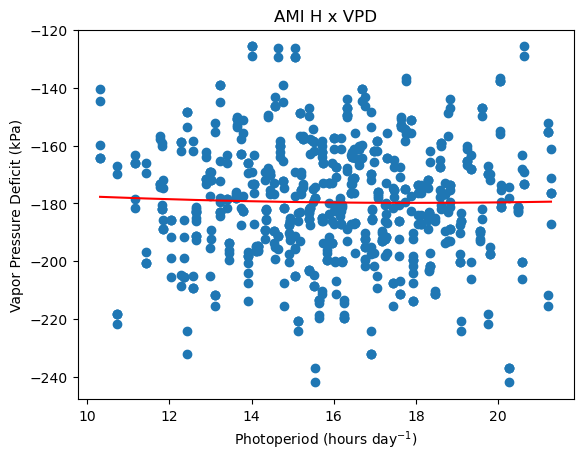 AMI H x VPD
−120
−140
−160
−180
−200
−220
−240
Vapor Pressure Deficit (kPa)
10 12 14 16 18 20
Photoperiod (hours day⁻¹)